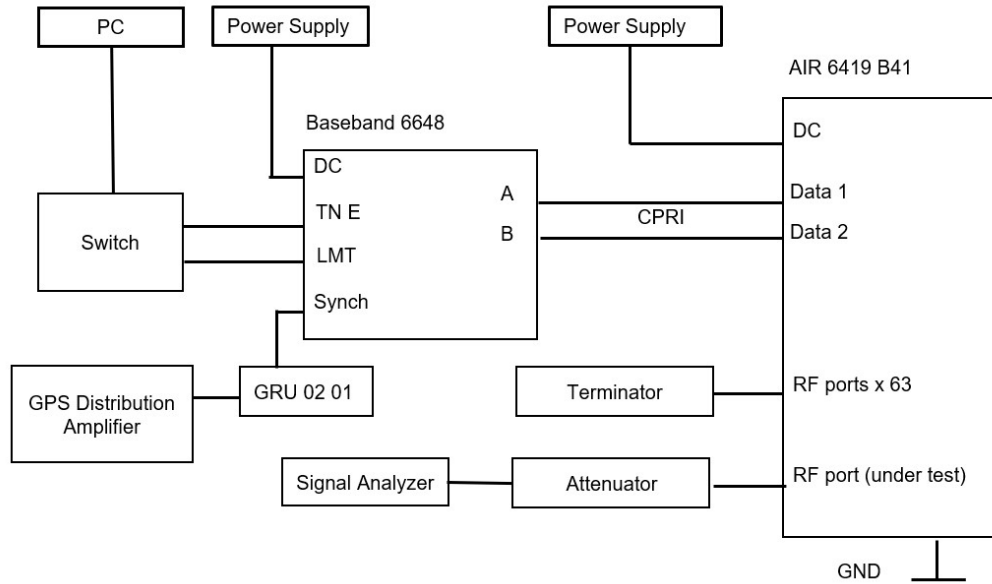 PC
Power Supply
Power Supply
AIR 6419 B41
Baseband 6648
DC
DC
A
Data 1
TN E
CPRI
Switch
B
Data 2
LMT
Synch
GPS Distribution
Amplifier
GRU 02 01
Terminator
RF ports x 63
Signal Analyzer
Attenuator
RF port (under test)
GND